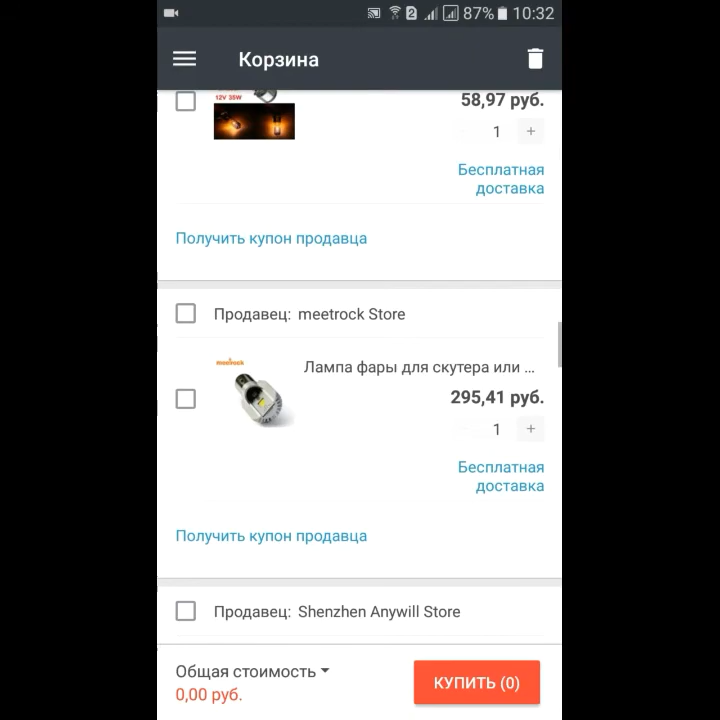 2 87% 10:32
Корзина
12V 35W
58,97 руб.
- 1 +
Бесплатная
доставка
Получить купон продавца
Продавец: meetrock Store
meetrock
Лампа фары для скутера или ...
295,41 руб.
- 1 +
Бесплатная
доставка
Получить купон продавца
Продавец: Shenzhen Anywill Store
Общая стоимость
0,00 руб.
КУПИТЬ (0)